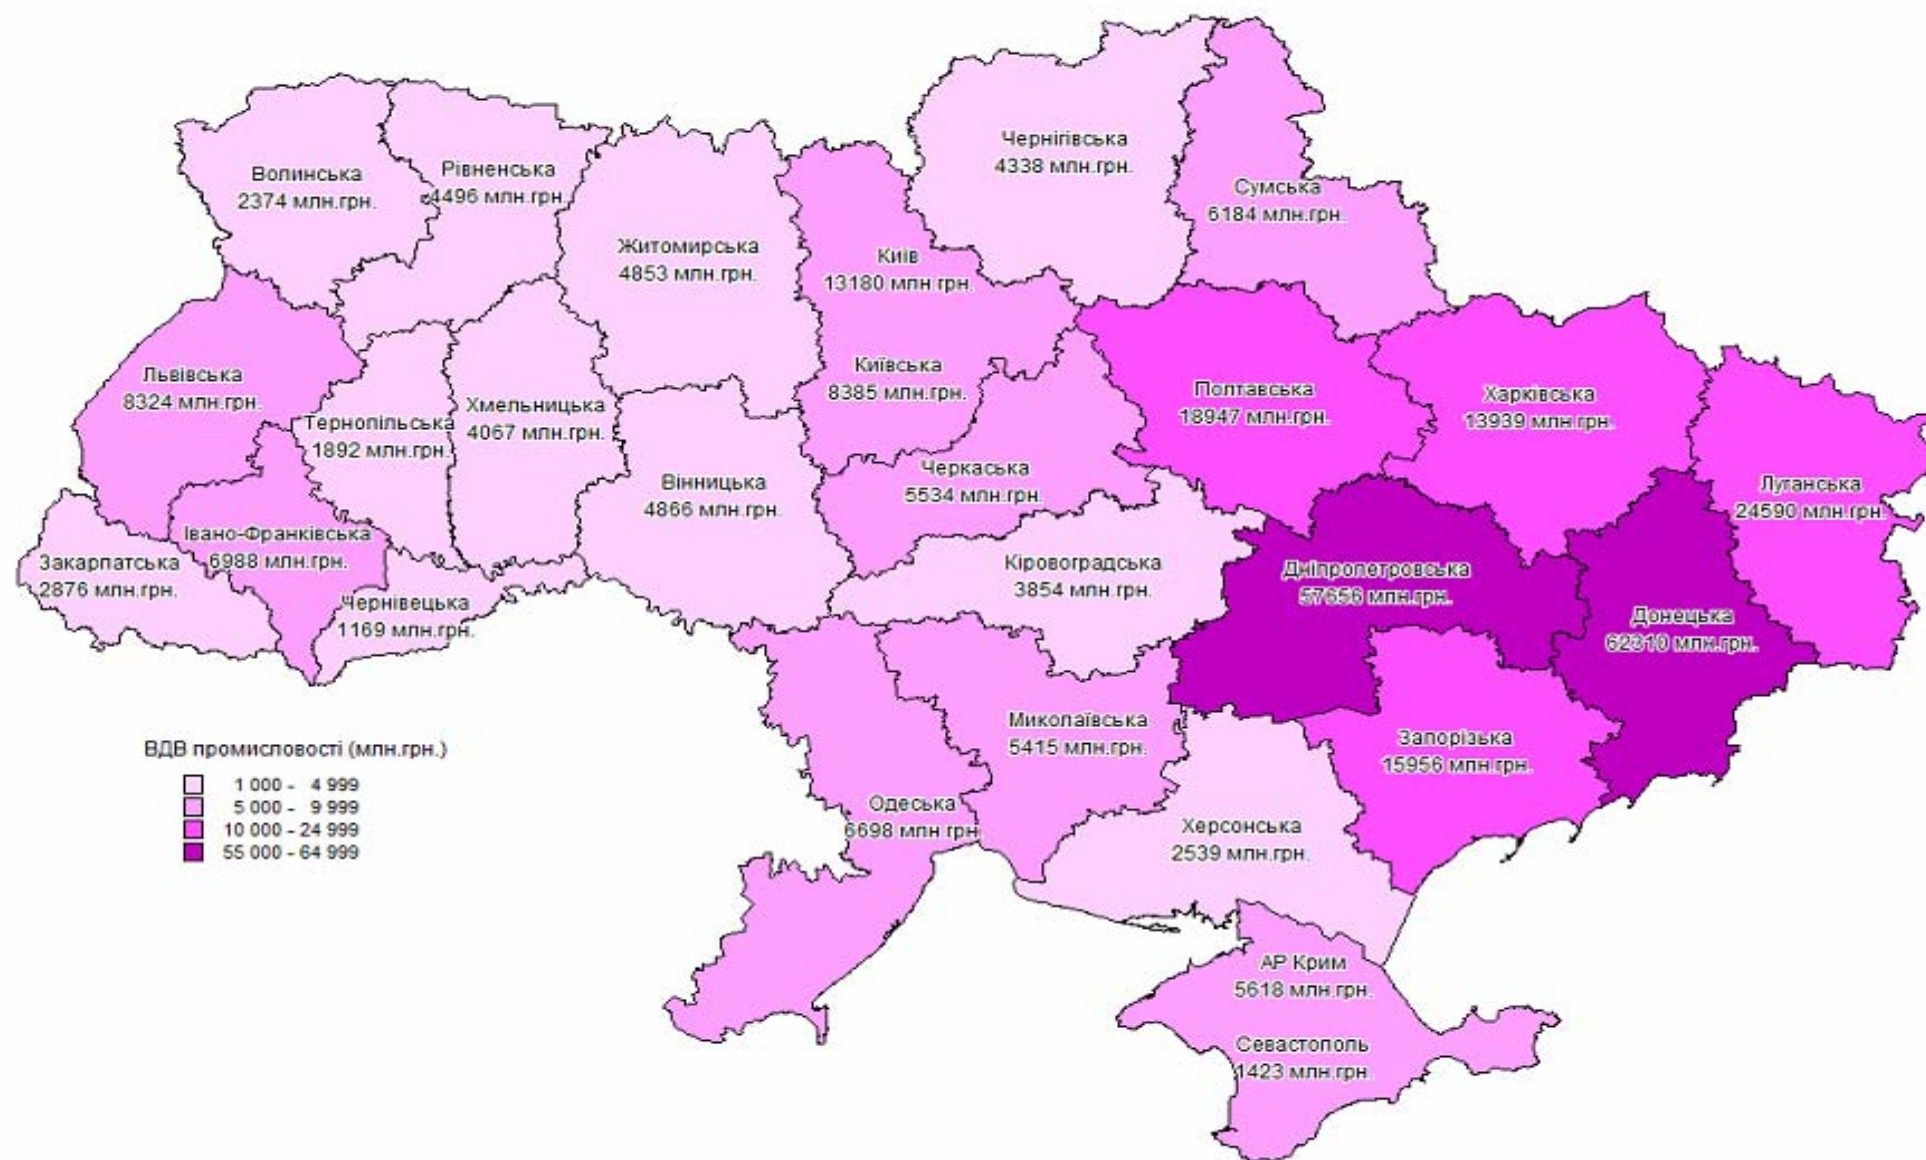 Чернігівська
4338 млн.грн.
Волинська
2374 млн.грн.
Рівненська
4496 млн.грн.
Сумська
6184 млн.грн.
Житомирська
4853 млн.грн.
Київ
13180 млн.грн.
Київська
8385 млн.грн.
Львівська
8324 млн.грн.
Тернопільська
1892 млн.грн.
Хмельницька
4067 млн.грн.
Полтавська
18947 млн.грн.
Харківська
13939 млн.грн.
Луганська
24590 млн.грн.
Вінницька
4866 млн.грн.
Черкаська
5534 млн.грн.
Івано-Франківська
6988 млн.грн.
Закарпатська
2876 млн.грн.
Чернівецька
1169 млн.грн.
Кіровоградська
3854 млн.грн.
Дніпропетровська
57656 млн.грн.
Донецька
62310 млн.грн.
Миколаївська
5415 млн.грн.
Запорізька
15956 млн.грн.
Одеська
6698 млн грн.
Херсонська
2539 млн.грн.
АР Крим
5618 млн.грн.
Севастополь
1423 млн.грн.
ВДВ промисловості (млн.грн.)
1 000 - 4 999
5 000 - 9 999
10 000 - 24 999
55 000 - 64 999